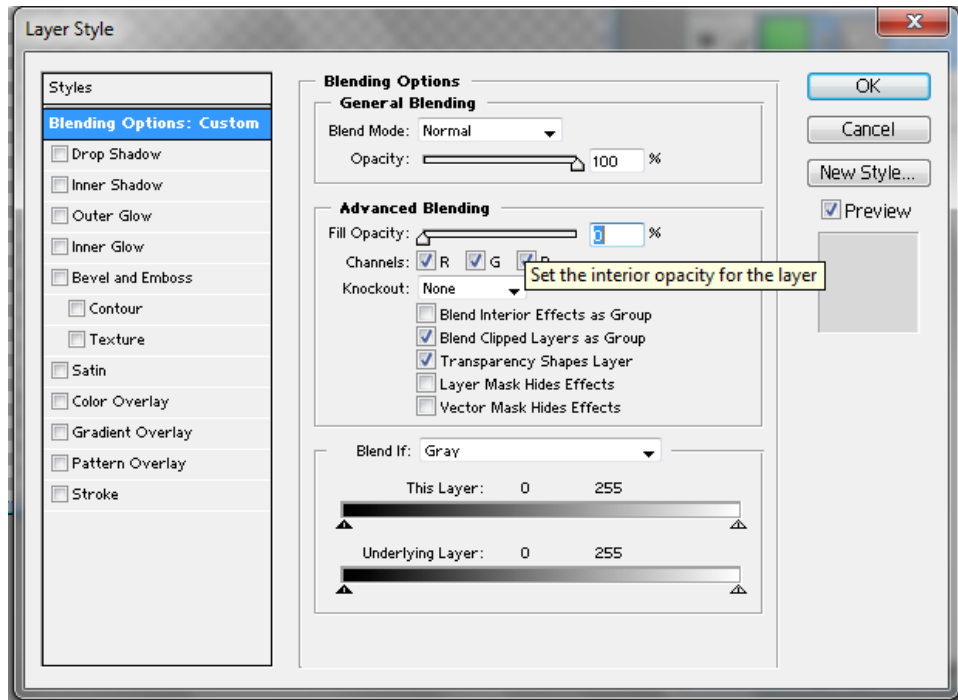 Layer Style
Styles
Blending Options: Custom
Drop Shadow
Inner Shadow
Outer Glow
Inner Glow
Bevel and Emboss
Contour
Texture
Satin
Color Overlay
Gradient Overlay
Pattern Overlay
Stroke
Blending Options
General Blending
Blend Mode: Normal
Opacity: 100 %
Advanced Blending
Fill Opacity: 0 %
Channels: R G
Set the interior opacity for the layer
Knockout: None
Blend Interior Effects as Group
Blend Clipped Layers as Group
Transparency Shapes Layer
Layer Mask Hides Effects
Vector Mask Hides Effects
Blend If: Gray
This Layer: 0 255
Underlying Layer: 0 255
OK
Cancel
New Style...
Preview